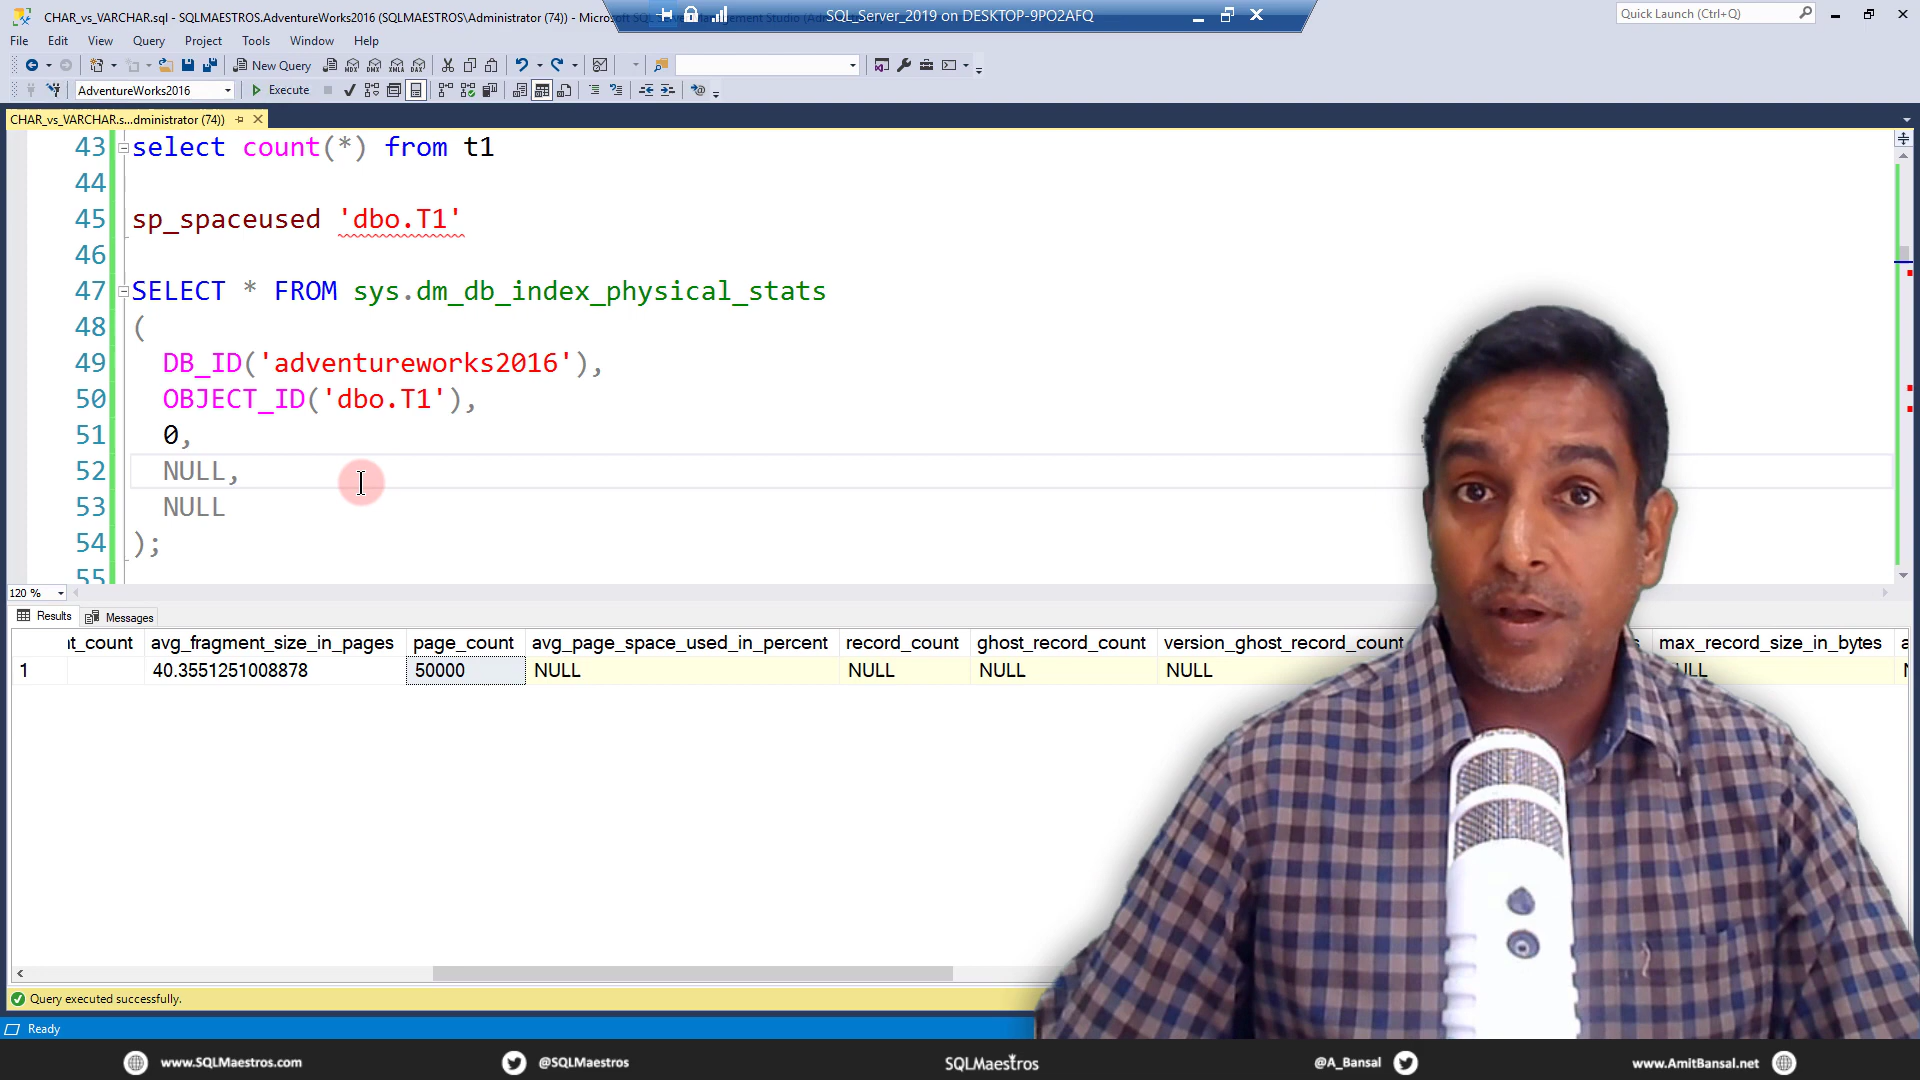 CHAR_vs_VARCHAR.sql - SQLMAESTROS.AdventureWorks2016 (SQLMAESTROS\Administrator (74)) - Micros
SQL_Server_2019 on DESKTOP-9PO2AFQ
Quick Launch (Ctrl+Q)
File Edit View Query Project Tools Window Help
New Query
AdventureWorks2016
Execute
CHAR_vs_VARCHAR.s...dministrator (74))
43 select count(*) from t1
44
45 sp_spaceused 'dbo.T1'
46
47 SELECT * FROM sys.dm_db_index_physical_stats
48 (
49 DB_ID('adventureworks2016'),
50 OBJECT_ID('dbo.T1'),
51 0,
52 NULL,
53 NULL
54 );
55
120 %
Results Messages
t_count avg_fragment_size_in_pages page_count avg_page_space_used_in_percent record_count ghost_record_count version_ghost_record_count max_record_size_in_bytes
1 40.3551251008878 50000 NULL NULL NULL NULL
Query executed successfully.
Ready
www.SQLMaestros.com @SQLMaestros SQLMaestros @A_Bansal www.AmitBansal.net